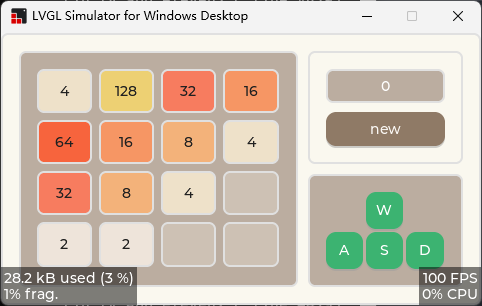 LVGL Simulator for Windows Desktop
4 128 32 16
64 16 8 4
32 8 4
2 2
0
new
W
A S D
28.2 kB used (3 %)
1% frag.
100 FPS
0% CPU